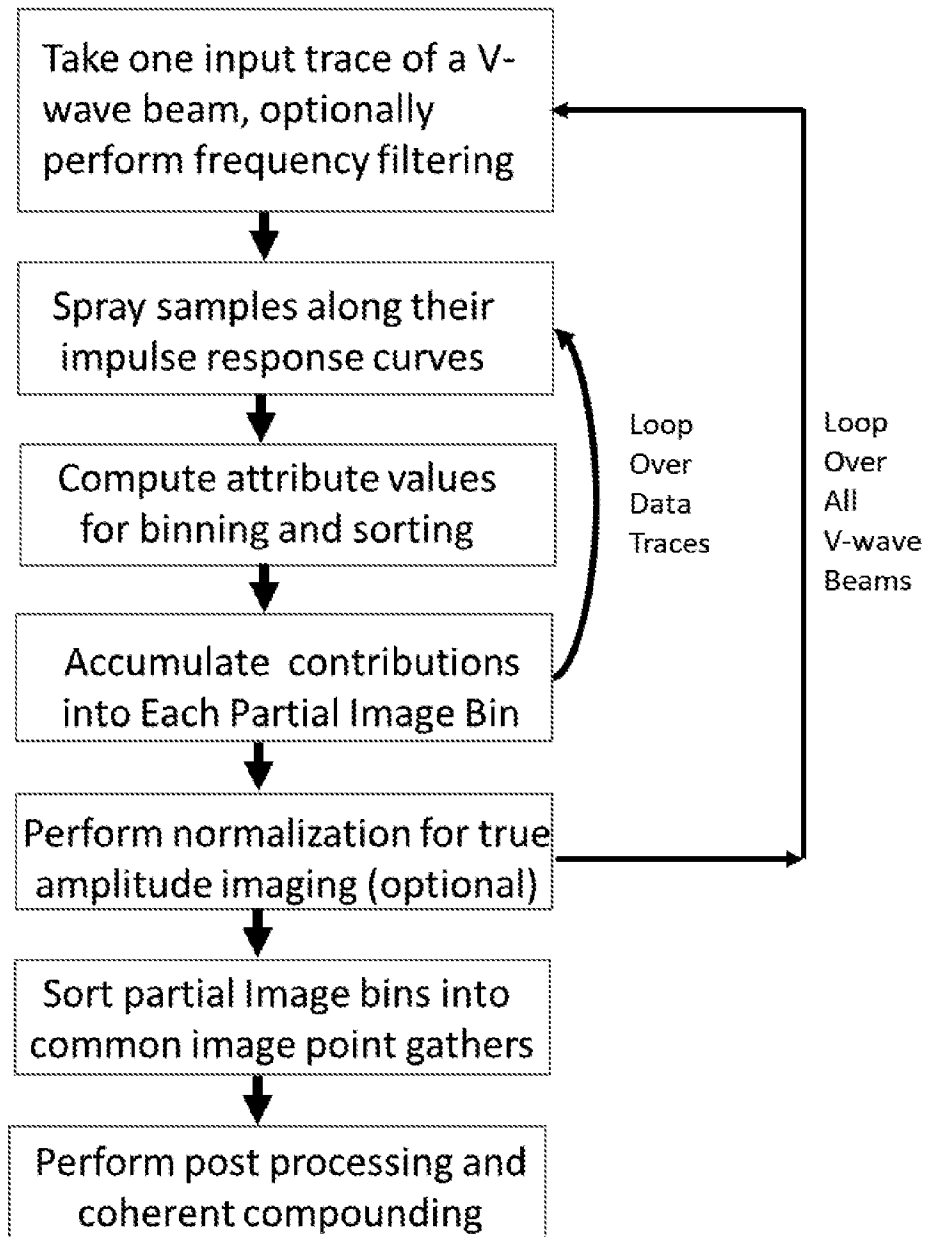 Take one input trace of a V-
wave beam, optionally
perform frequency filtering
Spray samples along their
impulse response curves
Compute attribute values
for binning and sorting
Accumulate contributions
into Each Partial Image Bin
Perform normalization for true
amplitude imaging (optional)
Sort partial Image bins into
common image point gathers
Perform post processing and
coherent compounding
Loop
Over
Data
Traces
Loop
Over
All
V-wave
Beams